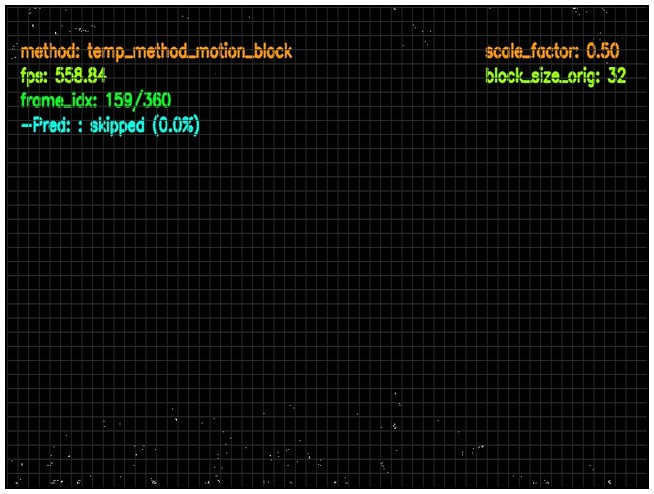 method: temp_method_motion_block
scale_factor: 0.50
fps: 558.84
block_size_orig: 32
frame_idx: 159/360
--Pred: : skipped (0.0%)